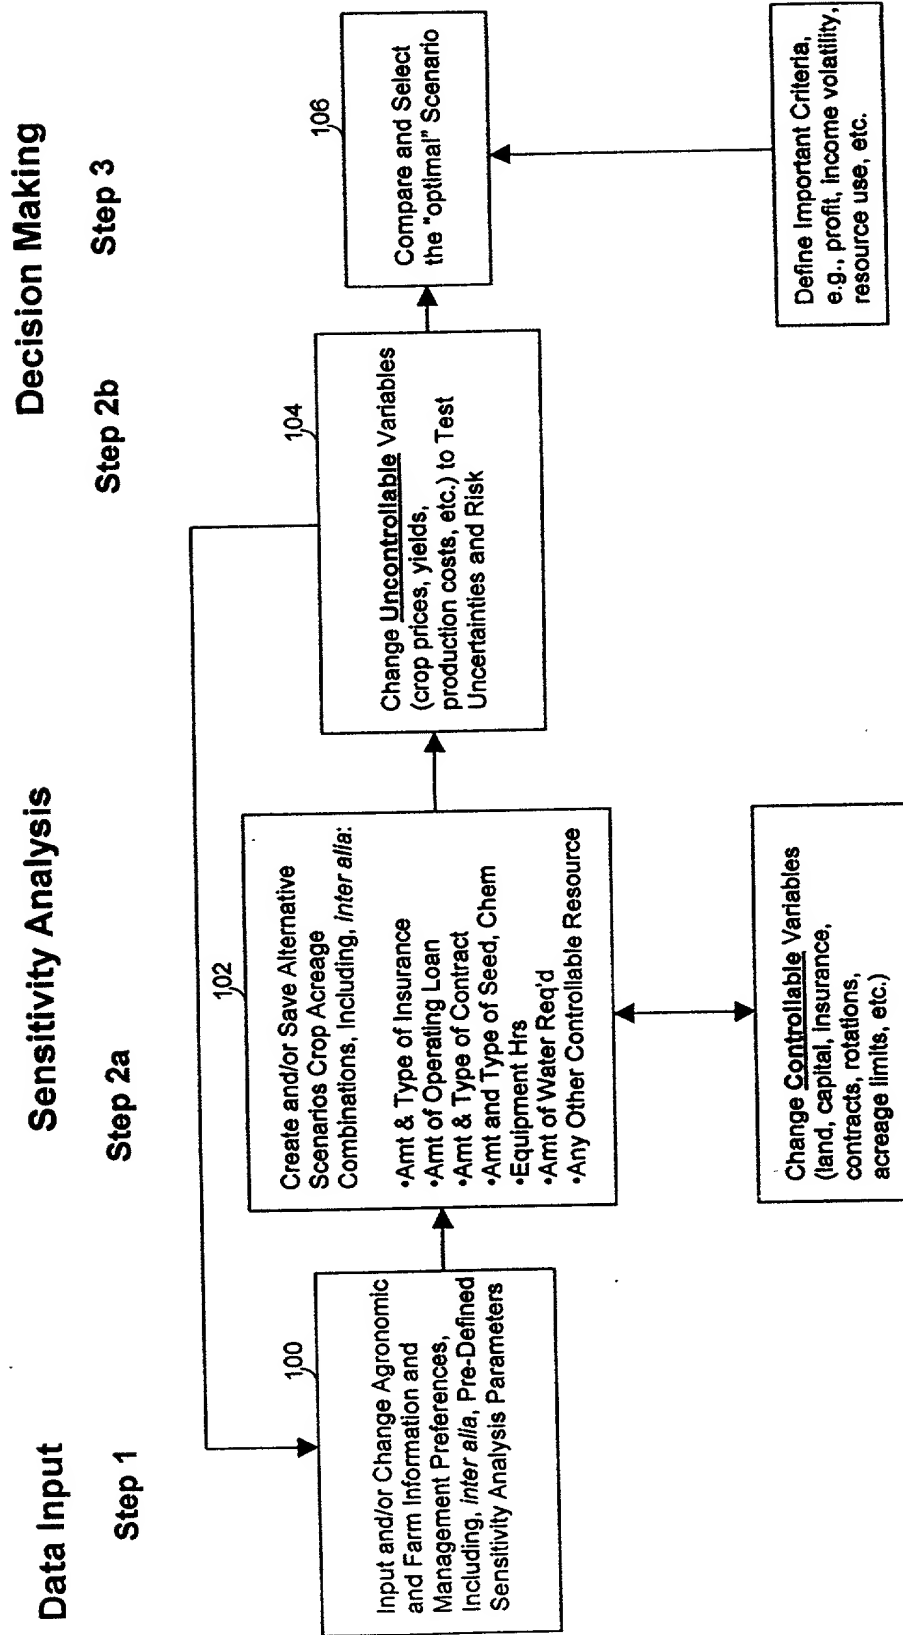 Data Input
Sensitivity Analysis
Decision Making
Step 1
Step 2a
Step 2b
Step 3
100
Input and/or Change Agronomic
and Farm Information and
Management Preferences,
Including, inter alia, Pre-Defined
Sensitivity Analysis Parameters
102
Create and/or Save Alternative
Scenarios Crop Acreage
Combinations, Including, inter alia:
•Amt & Type of Insurance
•Amt of Operating Loan
•Amt & Type of Contract
•Amt and Type of Seed, Chem
•Equipment Hrs
•Amt of Water Req'd
•Any Other Controllable Resource
Change Controllable Variables
(land, capital, insurance,
contracts, rotations,
acreage limits, etc.)
104
Change Uncontrollable Variables
(crop prices, yields,
production costs, etc.) to Test
Uncertainties and Risk
106
Compare and Select
the "optimal" Scenario
Define Important Criteria,
e.g., profit, income volatility,
resource use, etc.